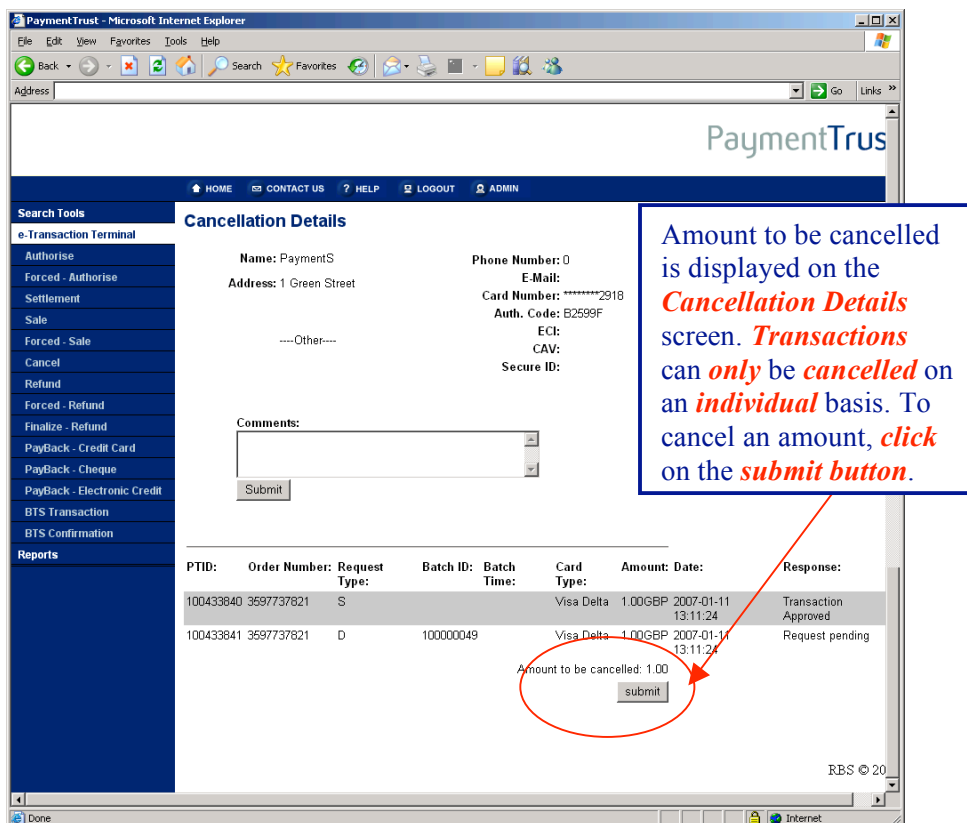 PaymentTrust - Microsoft Internet Explorer
File Edit View Favorites Tools Help
Back Search Favorites
Address Go Links »
PaymentTrus
HOME CONTACT US ? HELP LOGOUT ADMIN
Search Tools
e-Transaction Terminal
Authorise
Forced - Authorise
Settlement
Sale
Forced - Sale
Cancel
Refund
Forced - Refund
Finalize - Refund
PayBack - Credit Card
PayBack - Cheque
PayBack - Electronic Credit
BTS Transaction
BTS Confirmation
Reports
Cancellation Details
Name: PaymentS
Address: 1 Green Street
----Other----
Phone Number: 0
E-Mail:
Card Number: ********2918
Auth. Code: B2599F
ECI:
CAV:
Secure ID:
Amount to be cancelled
is displayed on the
Cancellation Details
screen. Transactions
can only be cancelled on
an individual basis. To
cancel an amount, click
on the submit button.
Comments:
Submit
PTID: Order Number: Request Type: Batch ID: Batch Time: Card Type: Amount: Date: Response:
100433840 3597737821 S Visa Delta 1.00GBP 2007-01-11 13:11:24 Transaction Approved
100433841 3597737821 D 100000049 Visa Delta 1.00GBP 2007-01-11 13:11:24 Request pending
Amount to be cancelled: 1.00
submit
RBS © 20
Done Internet